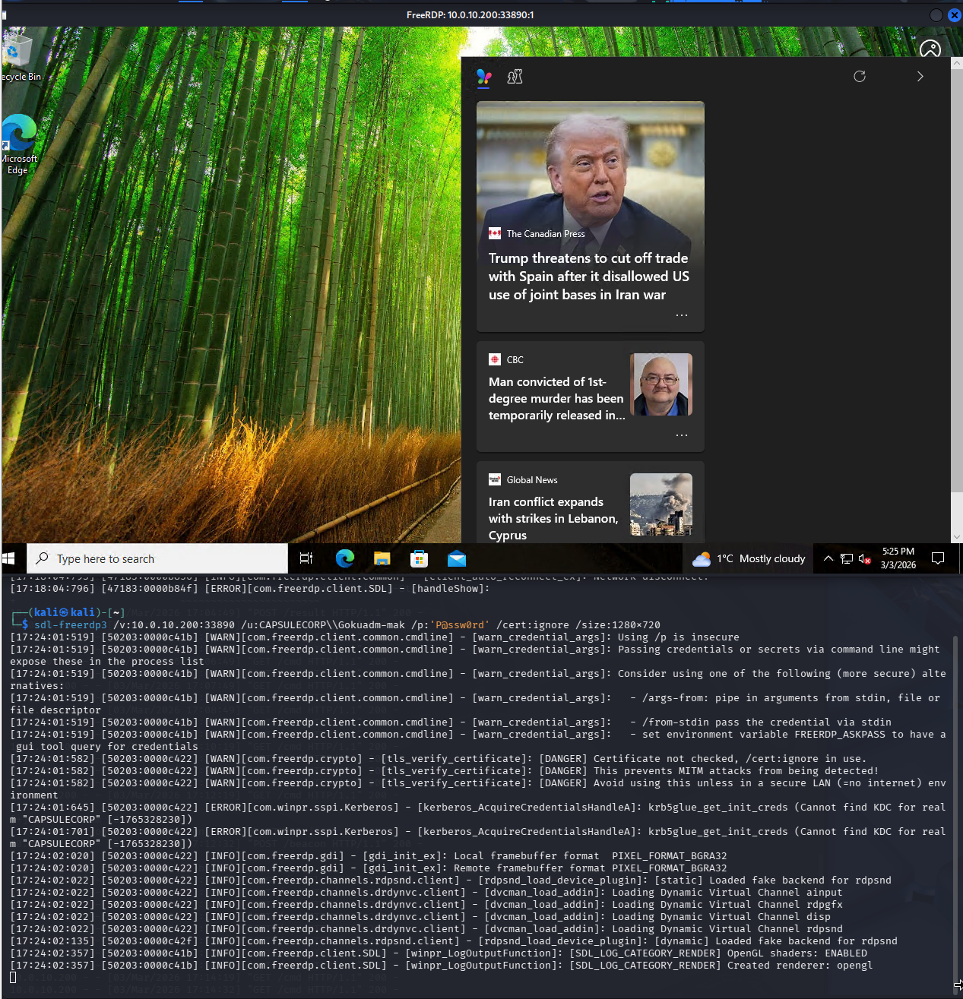 FreeRDP: 10.0.10.200:33890:1
ecycle Bin
Microsoft
Edge
The Canadian Press
Trump threatens to cut off trade
with Spain after it disallowed US
use of joint bases in Iran war
...
CBC
Man convicted of 1st-
degree murder has been
temporarily released in...
...
Global News
Iran conflict expands
with strikes in Lebanon,
Cyprus
Type here to search
1°C Mostly cloudy
5:25 PM
3/3/2026
[17:18:04:796] [47183:0000b84f] [ERROR][com.freerdp.client.SDL] - [handleShow]:
┌──(kali㉿kali)-[~]
└─$ sdl-freerdp3 /v:10.0.10.200:33890 /u:CAPSULECORP\\Gokuadm-mak /p:'P@ssw0rd' /cert:ignore /size:1280×720
[17:24:01:519] [50203:0000c41b] [WARN][com.freerdp.client.common.cmdline] - [warn_credential_args]: Using /p is insecure
[17:24:01:519] [50203:0000c41b] [WARN][com.freerdp.client.common.cmdline] - [warn_credential_args]: Passing credentials or secrets via command line might
expose these in the process list
[17:24:01:519] [50203:0000c41b] [WARN][com.freerdp.client.common.cmdline] - [warn_credential_args]: Consider using one of the following (more secure) alte
rnatives:
[17:24:01:519] [50203:0000c41b] [WARN][com.freerdp.client.common.cmdline] - [warn_credential_args]:   - /args-from: pipe in arguments from stdin, file or
file descriptor
[17:24:01:519] [50203:0000c41b] [WARN][com.freerdp.client.common.cmdline] - [warn_credential_args]:   - /from-stdin pass the credential via stdin
[17:24:01:519] [50203:0000c41b] [WARN][com.freerdp.client.common.cmdline] - [warn_credential_args]:   - set environment variable FREERDP_ASKPASS to have a
 gui tool query for credentials
[17:24:01:582] [50203:0000c422] [WARN][com.freerdp.crypto] - [tls_verify_certificate]: [DANGER] Certificate not checked, /cert:ignore in use.
[17:24:01:582] [50203:0000c422] [WARN][com.freerdp.crypto] - [tls_verify_certificate]: [DANGER] This prevents MITM attacks from being detected!
[17:24:01:582] [50203:0000c422] [WARN][com.freerdp.crypto] - [tls_verify_certificate]: [DANGER] Avoid using this unless in a secure LAN (=no internet) env
ironment
[17:24:01:645] [50203:0000c422] [ERROR][com.winpr.sspi.Kerberos] - [kerberos_AcquireCredentialsHandleA]: krb5glue_get_init_creds (Cannot find KDC for real
m "CAPSULECORP" [-1765328230])
[17:24:01:701] [50203:0000c422] [ERROR][com.winpr.sspi.Kerberos] - [kerberos_AcquireCredentialsHandleA]: krb5glue_get_init_creds (Cannot find KDC for real
m "CAPSULECORP" [-1765328230])
[17:24:02:020] [50203:0000c422] [INFO][com.freerdp.gdi] - [gdi_init_ex]: Local framebuffer format  PIXEL_FORMAT_BGRA32
[17:24:02:020] [50203:0000c422] [INFO][com.freerdp.gdi] - [gdi_init_ex]: Remote framebuffer format PIXEL_FORMAT_BGRA32
[17:24:02:022] [50203:0000c422] [INFO][com.freerdp.channels.rdpsnd.client] - [rdpsnd_load_device_plugin]: [static] Loaded fake backend for rdpsnd
[17:24:02:022] [50203:0000c422] [INFO][com.freerdp.channels.drdynvc.client] - [dvcman_load_addin]: Loading Dynamic Virtual Channel ainput
[17:24:02:022] [50203:0000c422] [INFO][com.freerdp.channels.drdynvc.client] - [dvcman_load_addin]: Loading Dynamic Virtual Channel rdpgfx
[17:24:02:022] [50203:0000c422] [INFO][com.freerdp.channels.drdynvc.client] - [dvcman_load_addin]: Loading Dynamic Virtual Channel disp
[17:24:02:022] [50203:0000c422] [INFO][com.freerdp.channels.drdynvc.client] - [dvcman_load_addin]: Loading Dynamic Virtual Channel rdpsnd
[17:24:02:135] [50203:0000c42f] [INFO][com.freerdp.channels.rdpsnd.client] - [rdpsnd_load_device_plugin]: [dynamic] Loaded fake backend for rdpsnd
[17:24:02:357] [50203:0000c41b] [INFO][com.freerdp.client.SDL] - [winpr_LogOutputFunction]: [SDL_LOG_CATEGORY_RENDER] OpenGL shaders: ENABLED
[17:24:02:357] [50203:0000c41b] [INFO][com.freerdp.client.SDL] - [winpr_LogOutputFunction]: [SDL_LOG_CATEGORY_RENDER] Created renderer: opengl